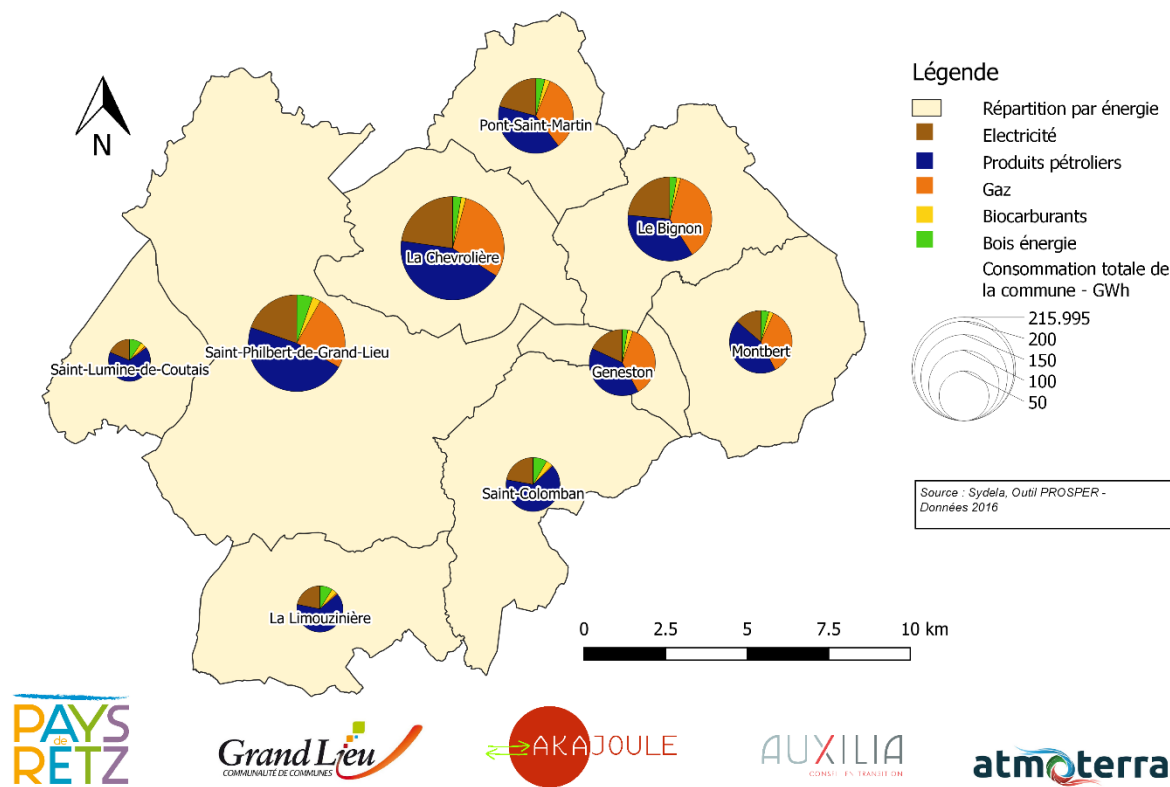 N
Pont-Saint-Martin
Le Bignon
La Chevrolière
Saint-Philbert-de-Grand-Lieu
Saint-Lumine-de-Coutais
Geneston
Montbert
Saint-Colomban
La Limouzinière
Légende
Répartition par énergie
Electricité
Produits pétroliers
Gaz
Biocarburants
Bois énergie
Consommation totale de
la commune - GWh
215.995
200
150
100
50
Source : Sydela, Outil PROSPER -
Données 2016
0 2.5 5 7.5 10 km
PAYS
de
RETZ
Grand Lieu
COMMUNAUTÉ DE COMMUNES
AKAJOULE
AUXILIA
CONSEIL EN TRANSITION
atmoterra